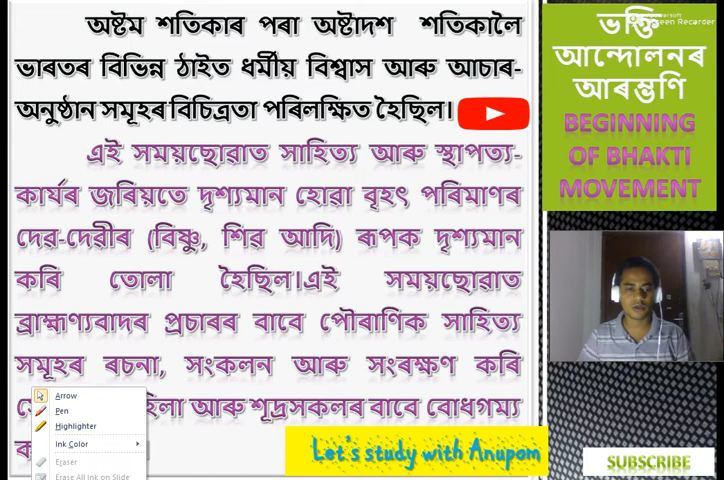 অষ্টম শতিকাৰ পৰা অষ্টাদশ শতিকালৈ
ভাৰতৰ বিভিন্ন ঠাইত ধৰ্মীয় বিশ্বাস আৰু আচাৰ-
অনুষ্ঠান সমূহৰ বিচিত্ৰতা পৰিলক্ষিত হৈছিল।
এই সময়ছোৱাত সাহিত্য আৰু স্থাপত্য-
কাৰ্যৰ জৰিয়তে দৃশ্যমান হোৱা বৃহৎ পৰিমাণৰ
দেৱ-দেৱীৰ (বিষ্ণু, শিৱ আদি) ৰূপক দৃশ্যমান
কৰি তোলা হৈছিল।এই সময়ছোৱাত
ব্ৰাহ্মণ্যবাদৰ প্ৰচাৰৰ বাবে পৌৰাণিক সাহিত্য
সমূহৰ ৰচনা, সংকলন আৰু সংৰক্ষণ কৰি
আৰু শূদ্ৰসকলৰ বাবে বোধগম্য
Arrow
Pen
Highlighter
Ink Color
Eraser
Erase All Ink on Slide
Let's study with Anupom
ভক্তি
আন্দোলনৰ
আৰম্ভণি
BEGINNING
OF BHAKTI
MOVEMENT
Screen Recorder
SUBSCRIBE